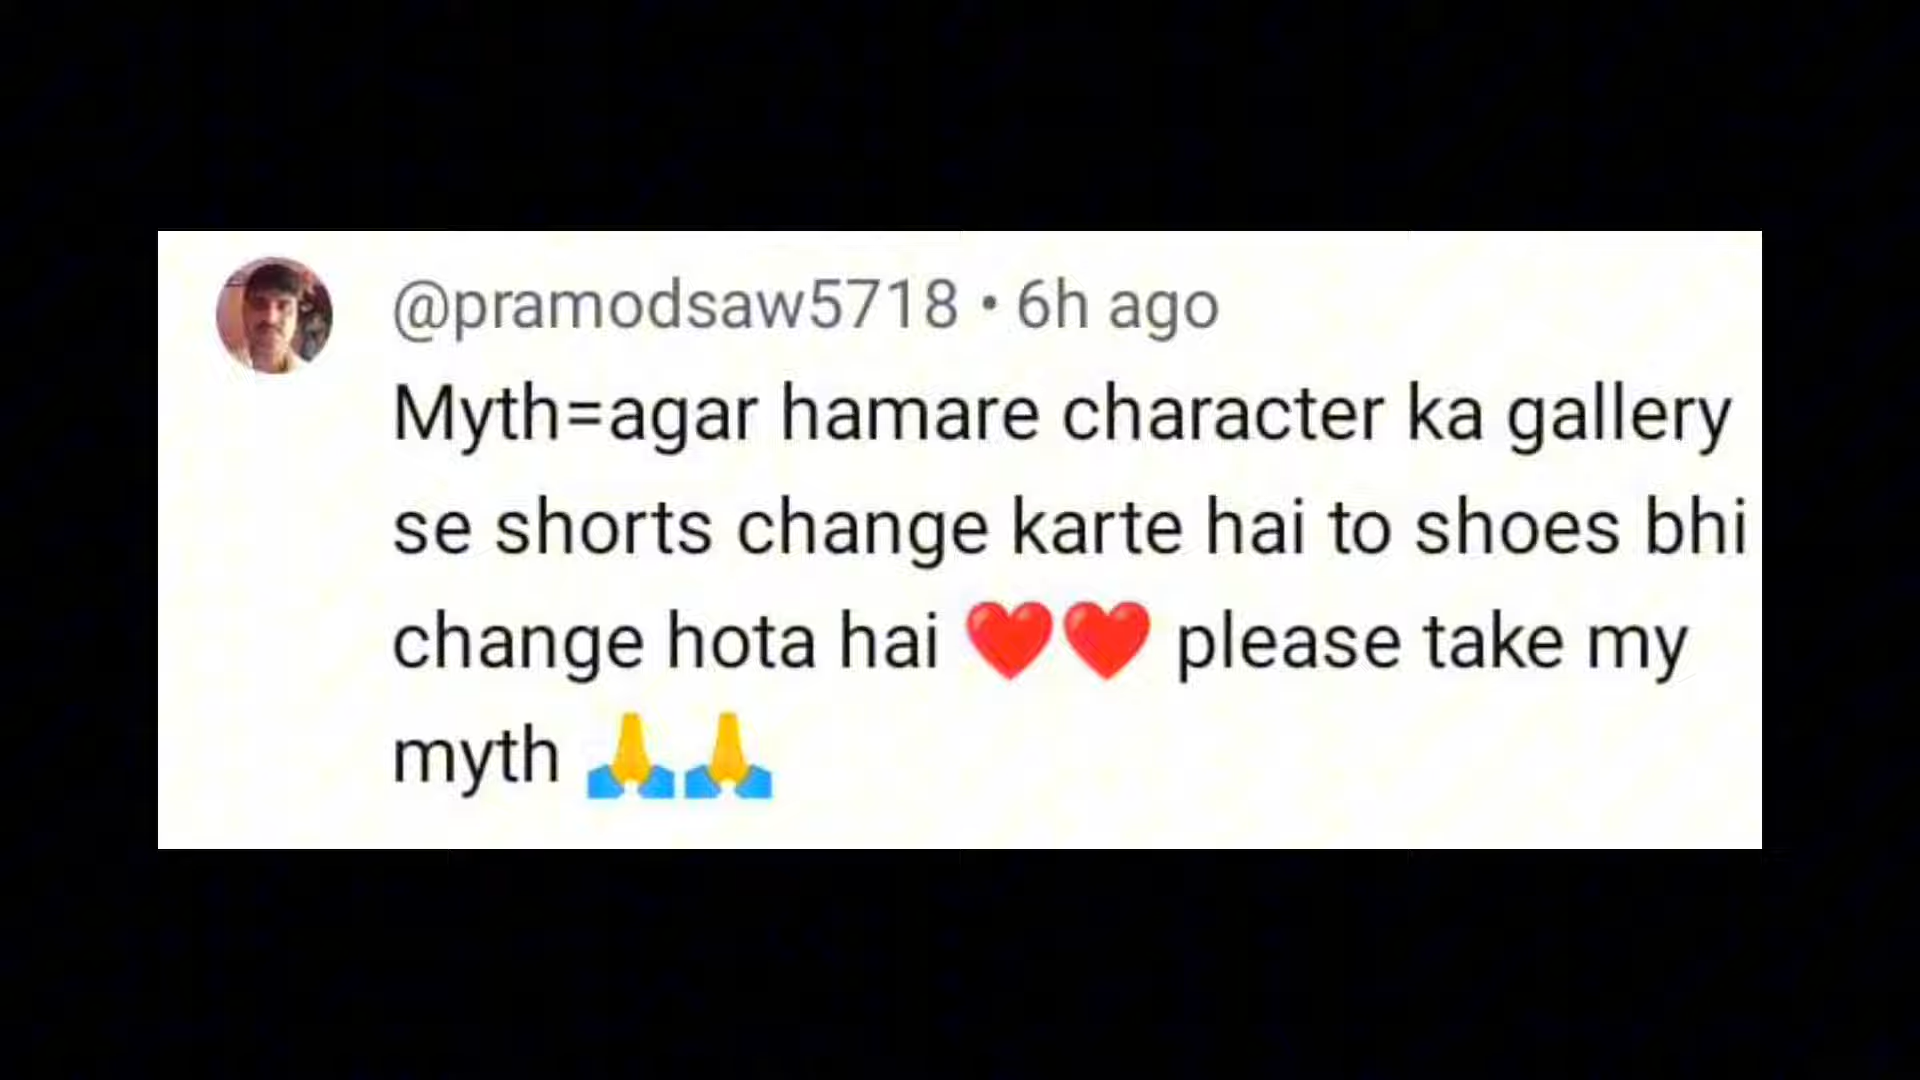 @pramodsaw5718 • 6h ago
Myth=agar hamare character ka gallery
se shorts change karte hai to shoes bhi
change hota hai ❤️❤️ please take my
myth 🙏🙏